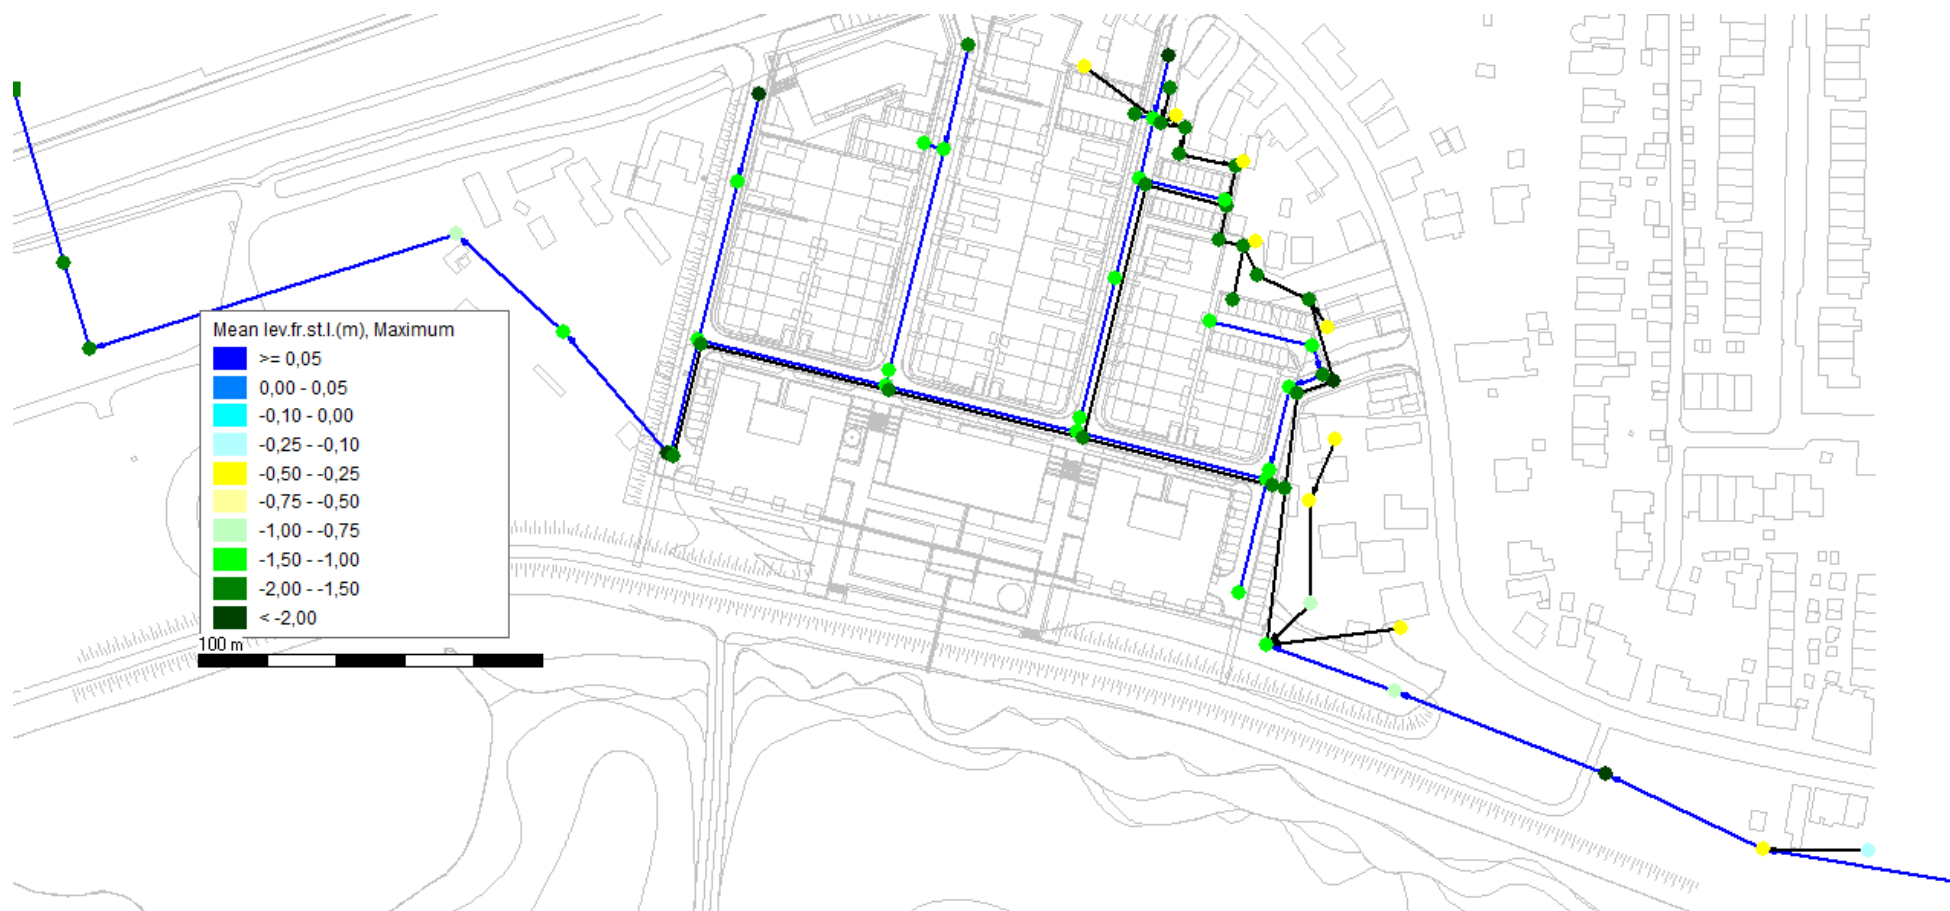 Mean lev.fr.st.l.(m), Maximum
>= 0,05
0,00 - 0,05
-0,10 - 0,00
-0,25 - -0,10
-0,50 - -0,25
-0,75 - -0,50
-1,00 - -0,75
-1,50 - -1,00
-2,00 - -1,50
< -2,00
100 m